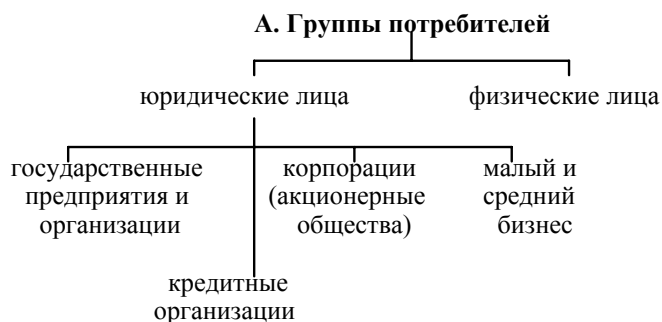 А. Группы потребителей
юридические лица
физические лица
государственные
предприятия и
организации
корпорации
(акционерные
общества)
малый и
средний
бизнес
кредитные
организации